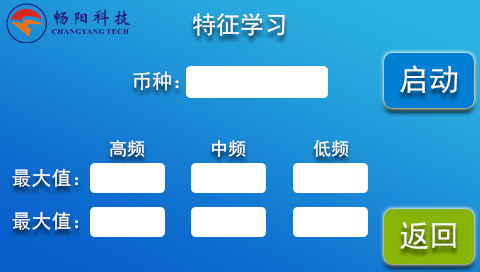 畅阳科技
CHANGYANG TECH
特征学习
币种：
启动
高频 中频 低频
最大值：
最大值：
返回